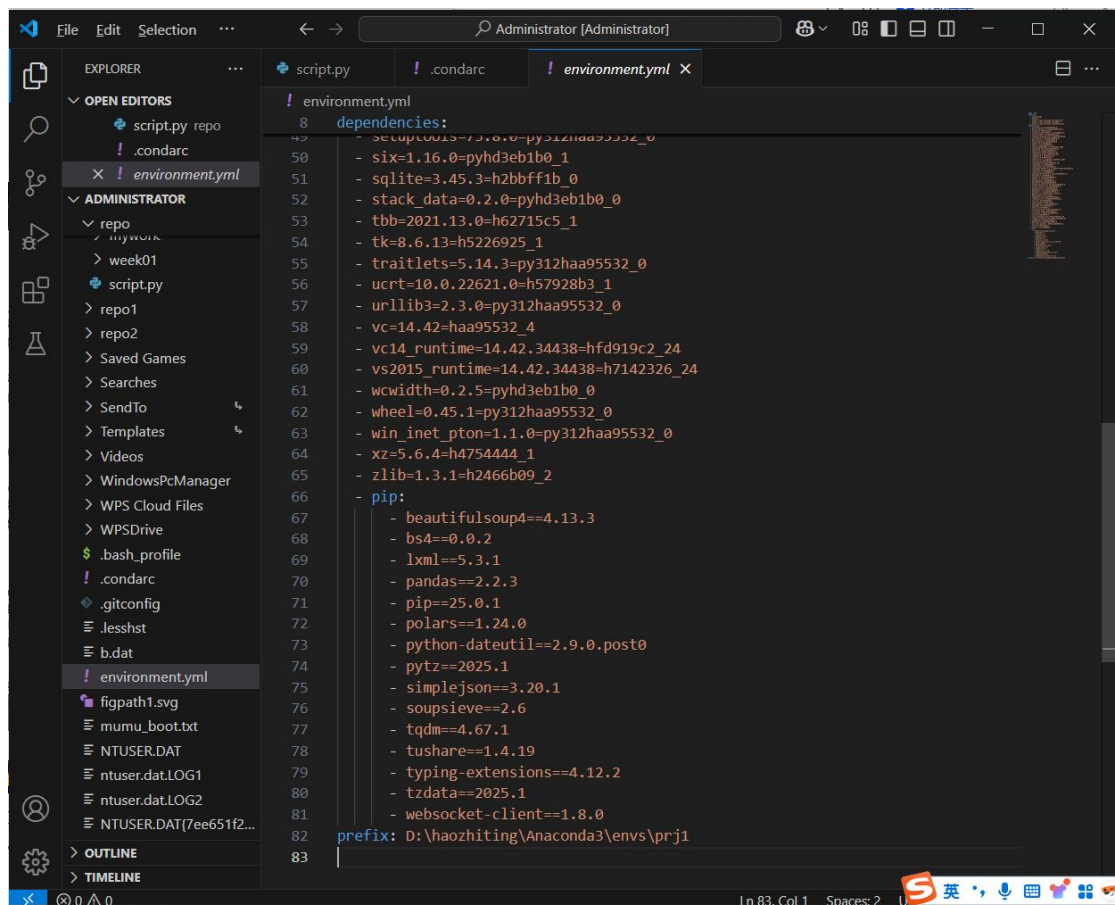 File Edit Selection ··· Administrator [Administrator]
EXPLORER ···
OPEN EDITORS
script.py repo
.condarc
environment.yml
ADMINISTRATOR
repo
mywork
week01
script.py
repo1
repo2
Saved Games
Searches
SendTo
Templates
Videos
WindowsPcManager
WPS Cloud Files
WPSDrive
.bash_profile
.condarc
.gitconfig
.lesshst
b.dat
environment.yml
figpath1.svg
mumu_boot.txt
NTUSER.DAT
ntuser.dat.LOG1
ntuser.dat.LOG2
NTUSER.DAT{7ee651f2...
OUTLINE
TIMELINE
script.py ! .condarc ! environment.yml
! environment.yml
8 dependencies:
49 - setuptools=75.8.0=py312haa95532_0
50 - six=1.16.0=pyhd3eb1b0_1
51 - sqlite=3.45.3=h2bbff1b_0
52 - stack_data=0.2.0=pyhd3eb1b0_0
53 - tbb=2021.13.0=h62715c5_1
54 - tk=8.6.13=h5226925_1
55 - traitlets=5.14.3=py312haa95532_0
56 - ucrt=10.0.22621.0=h57928b3_1
57 - urllib3=2.3.0=py312haa95532_0
58 - vc=14.42=haa95532_4
59 - vc14_runtime=14.42.34438=hfd919c2_24
60 - vs2015_runtime=14.42.34438=h7142326_24
61 - wcwidth=0.2.5=pyhd3eb1b0_0
62 - wheel=0.45.1=py312haa95532_0
63 - win_inet_pton=1.1.0=py312haa95532_0
64 - xz=5.6.4=h4754444_1
65 - zlib=1.3.1=h2466b09_2
66 - pip:
67 - beautifulsoup4==4.13.3
68 - bs4==0.0.2
69 - lxml==5.3.1
70 - pandas==2.2.3
71 - pip==25.0.1
72 - polars==1.24.0
73 - python-dateutil==2.9.0.post0
74 - pytz==2025.1
75 - simplejson==3.20.1
76 - soupsieve==2.6
77 - tqdm==4.67.1
78 - tushare==1.4.19
79 - typing-extensions==4.12.2
80 - tzdata==2025.1
81 - websocket-client==1.8.0
82 prefix: D:\haozhiting\Anaconda3\envs\prj1
83
0 0 Ln 83, Col 1 Spaces: 2
英